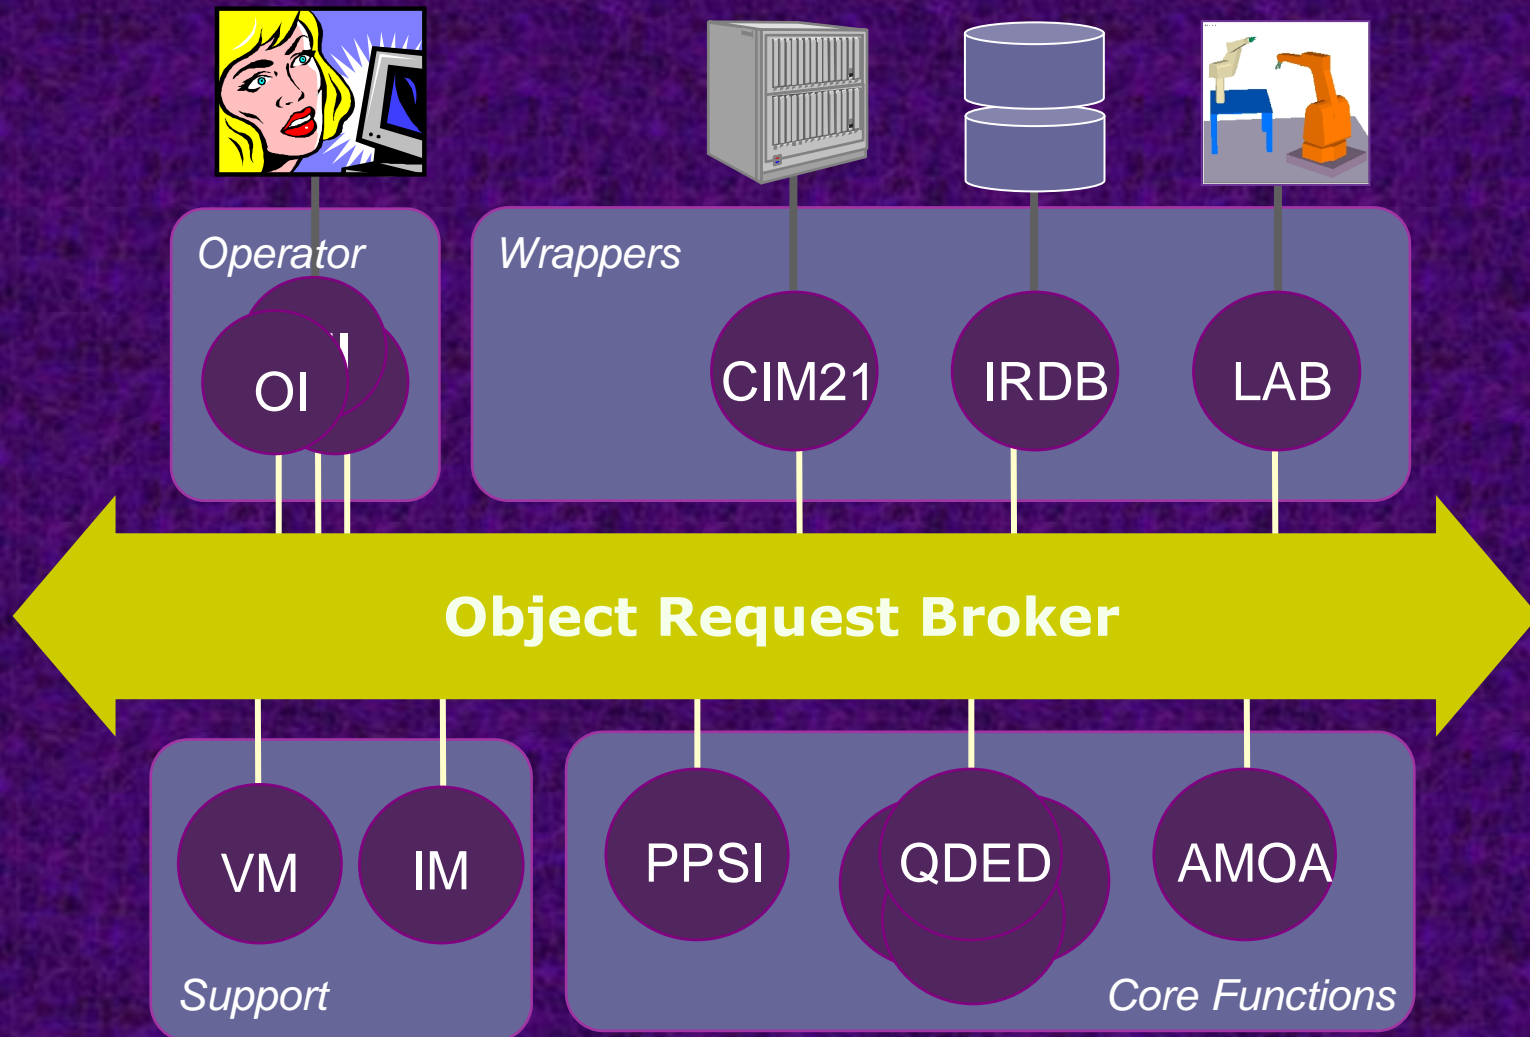 Operator
Wrappers
OI
CIM21
IRDB
LAB
Object Request Broker
VM
IM
PPSI
QDED
AMOA
Support
Core Functions